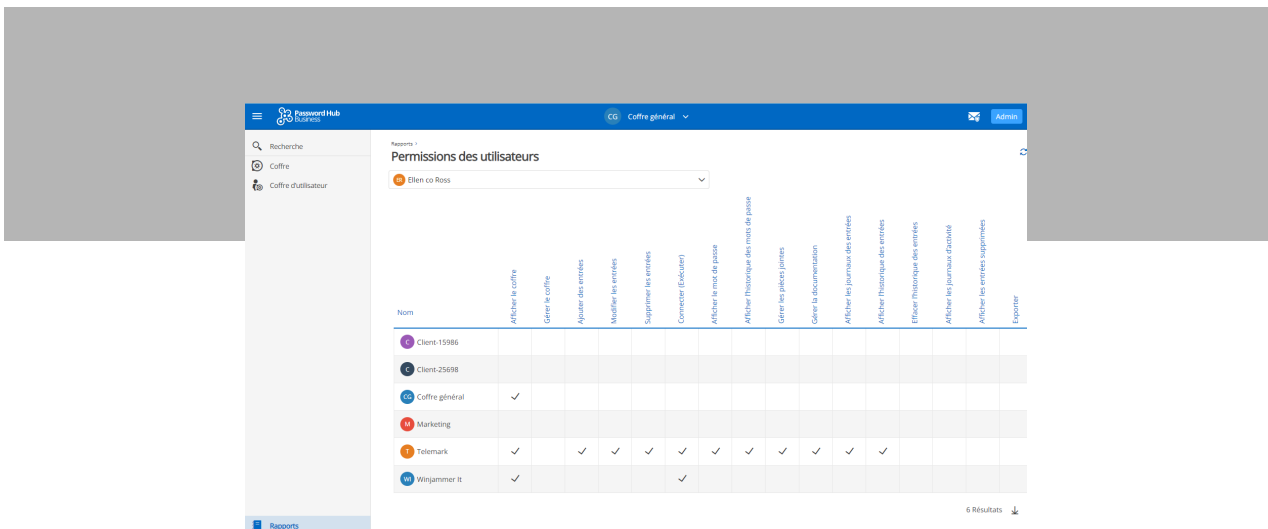 Password Hub
Business
CG Coffre général
Admin
Recherche
Coffre
Coffre d'utilisateur
Rapports >
Permissions des utilisateurs
ER Ellen co Ross
Nom
Afficher le coffre
Gérer le coffre
Ajouter des entrées
Modifier les entrées
Supprimer les entrées
Connecter (Exécuter)
Afficher le mot de passe
Afficher l'historique des mots de passe
Gérer les pièces jointes
Gérer la documentation
Afficher les journaux des entrées
Afficher l'historique des entrées
Effacer l'historique des entrées
Afficher les journaux d'activité
Afficher les entrées supprimées
Exporter
C Client-15986
C Client-25698
CG Coffre général
M Marketing
T Telemark
WI Winjammer It
6 Résultats
Rapports